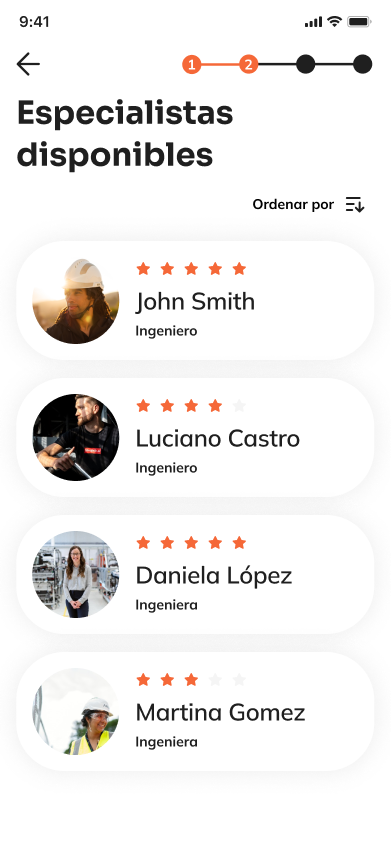 9:41
1 2
Especialistas
disponibles
Ordenar por
John Smith
Ingeniero
Luciano Castro
Ingeniero
Daniela López
Ingeniera
Martina Gomez
Ingeniera